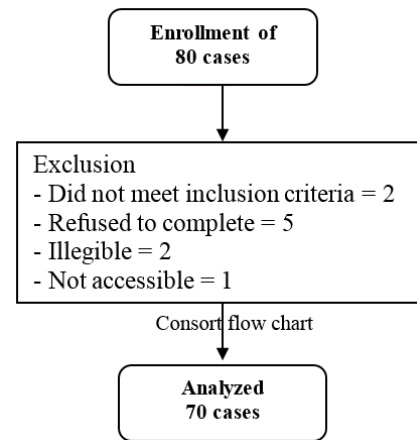 Enrollment of
80 cases
Exclusion
- Did not meet inclusion criteria = 2
- Refused to complete = 5
- Illegible = 2
- Not accessible = 1
Consort flow chart
Analyzed
70 cases